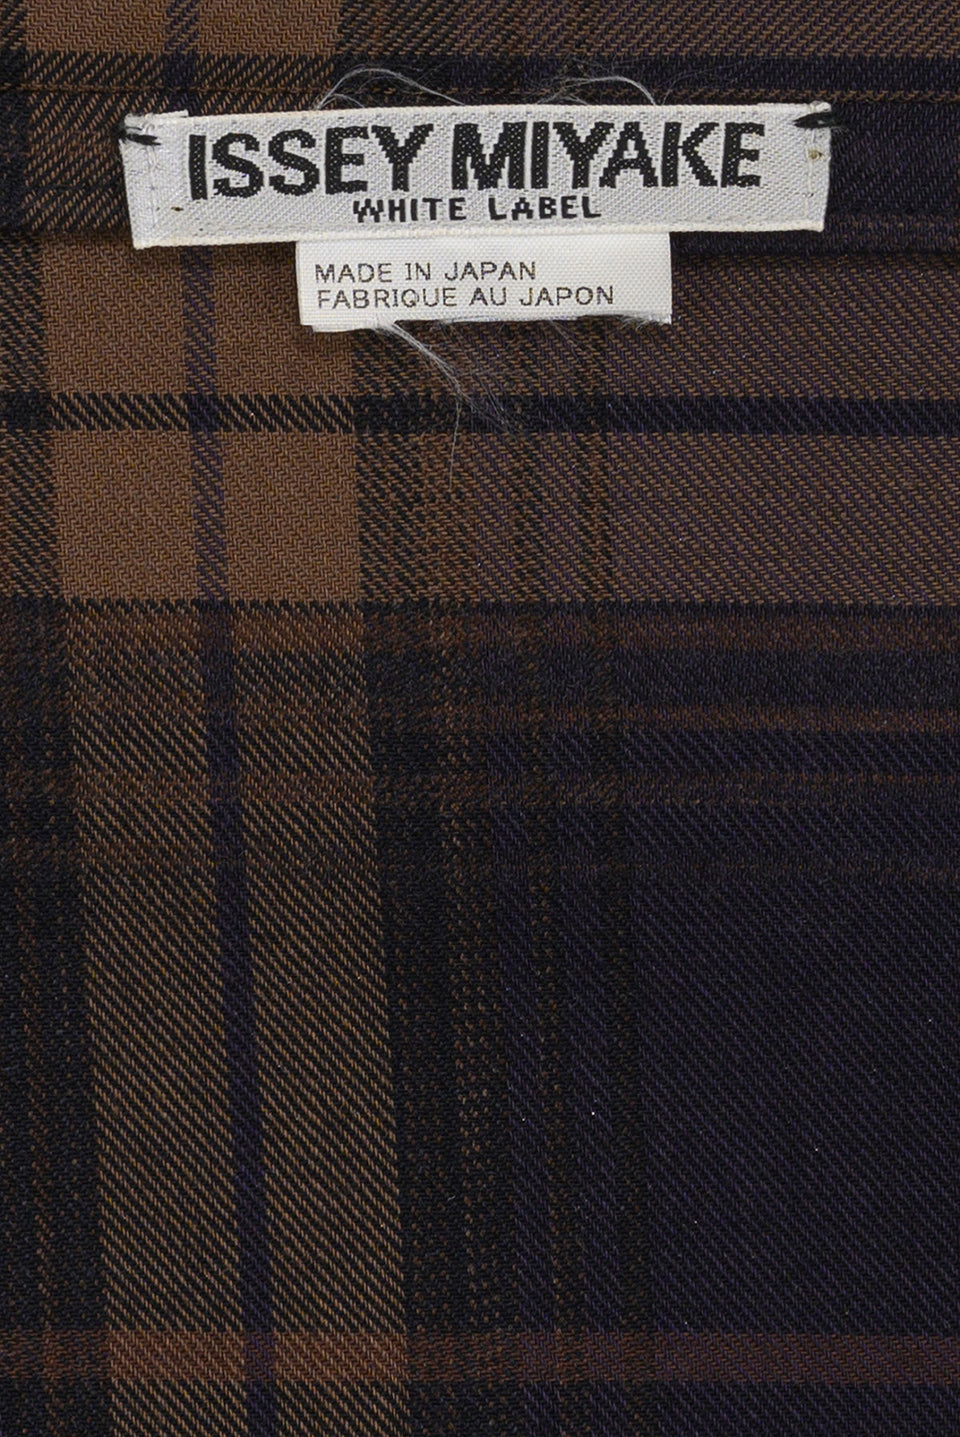 ISSEY MIYAKE
WHITE LABEL
MADE IN JAPAN
FABRIQUE AU JAPON